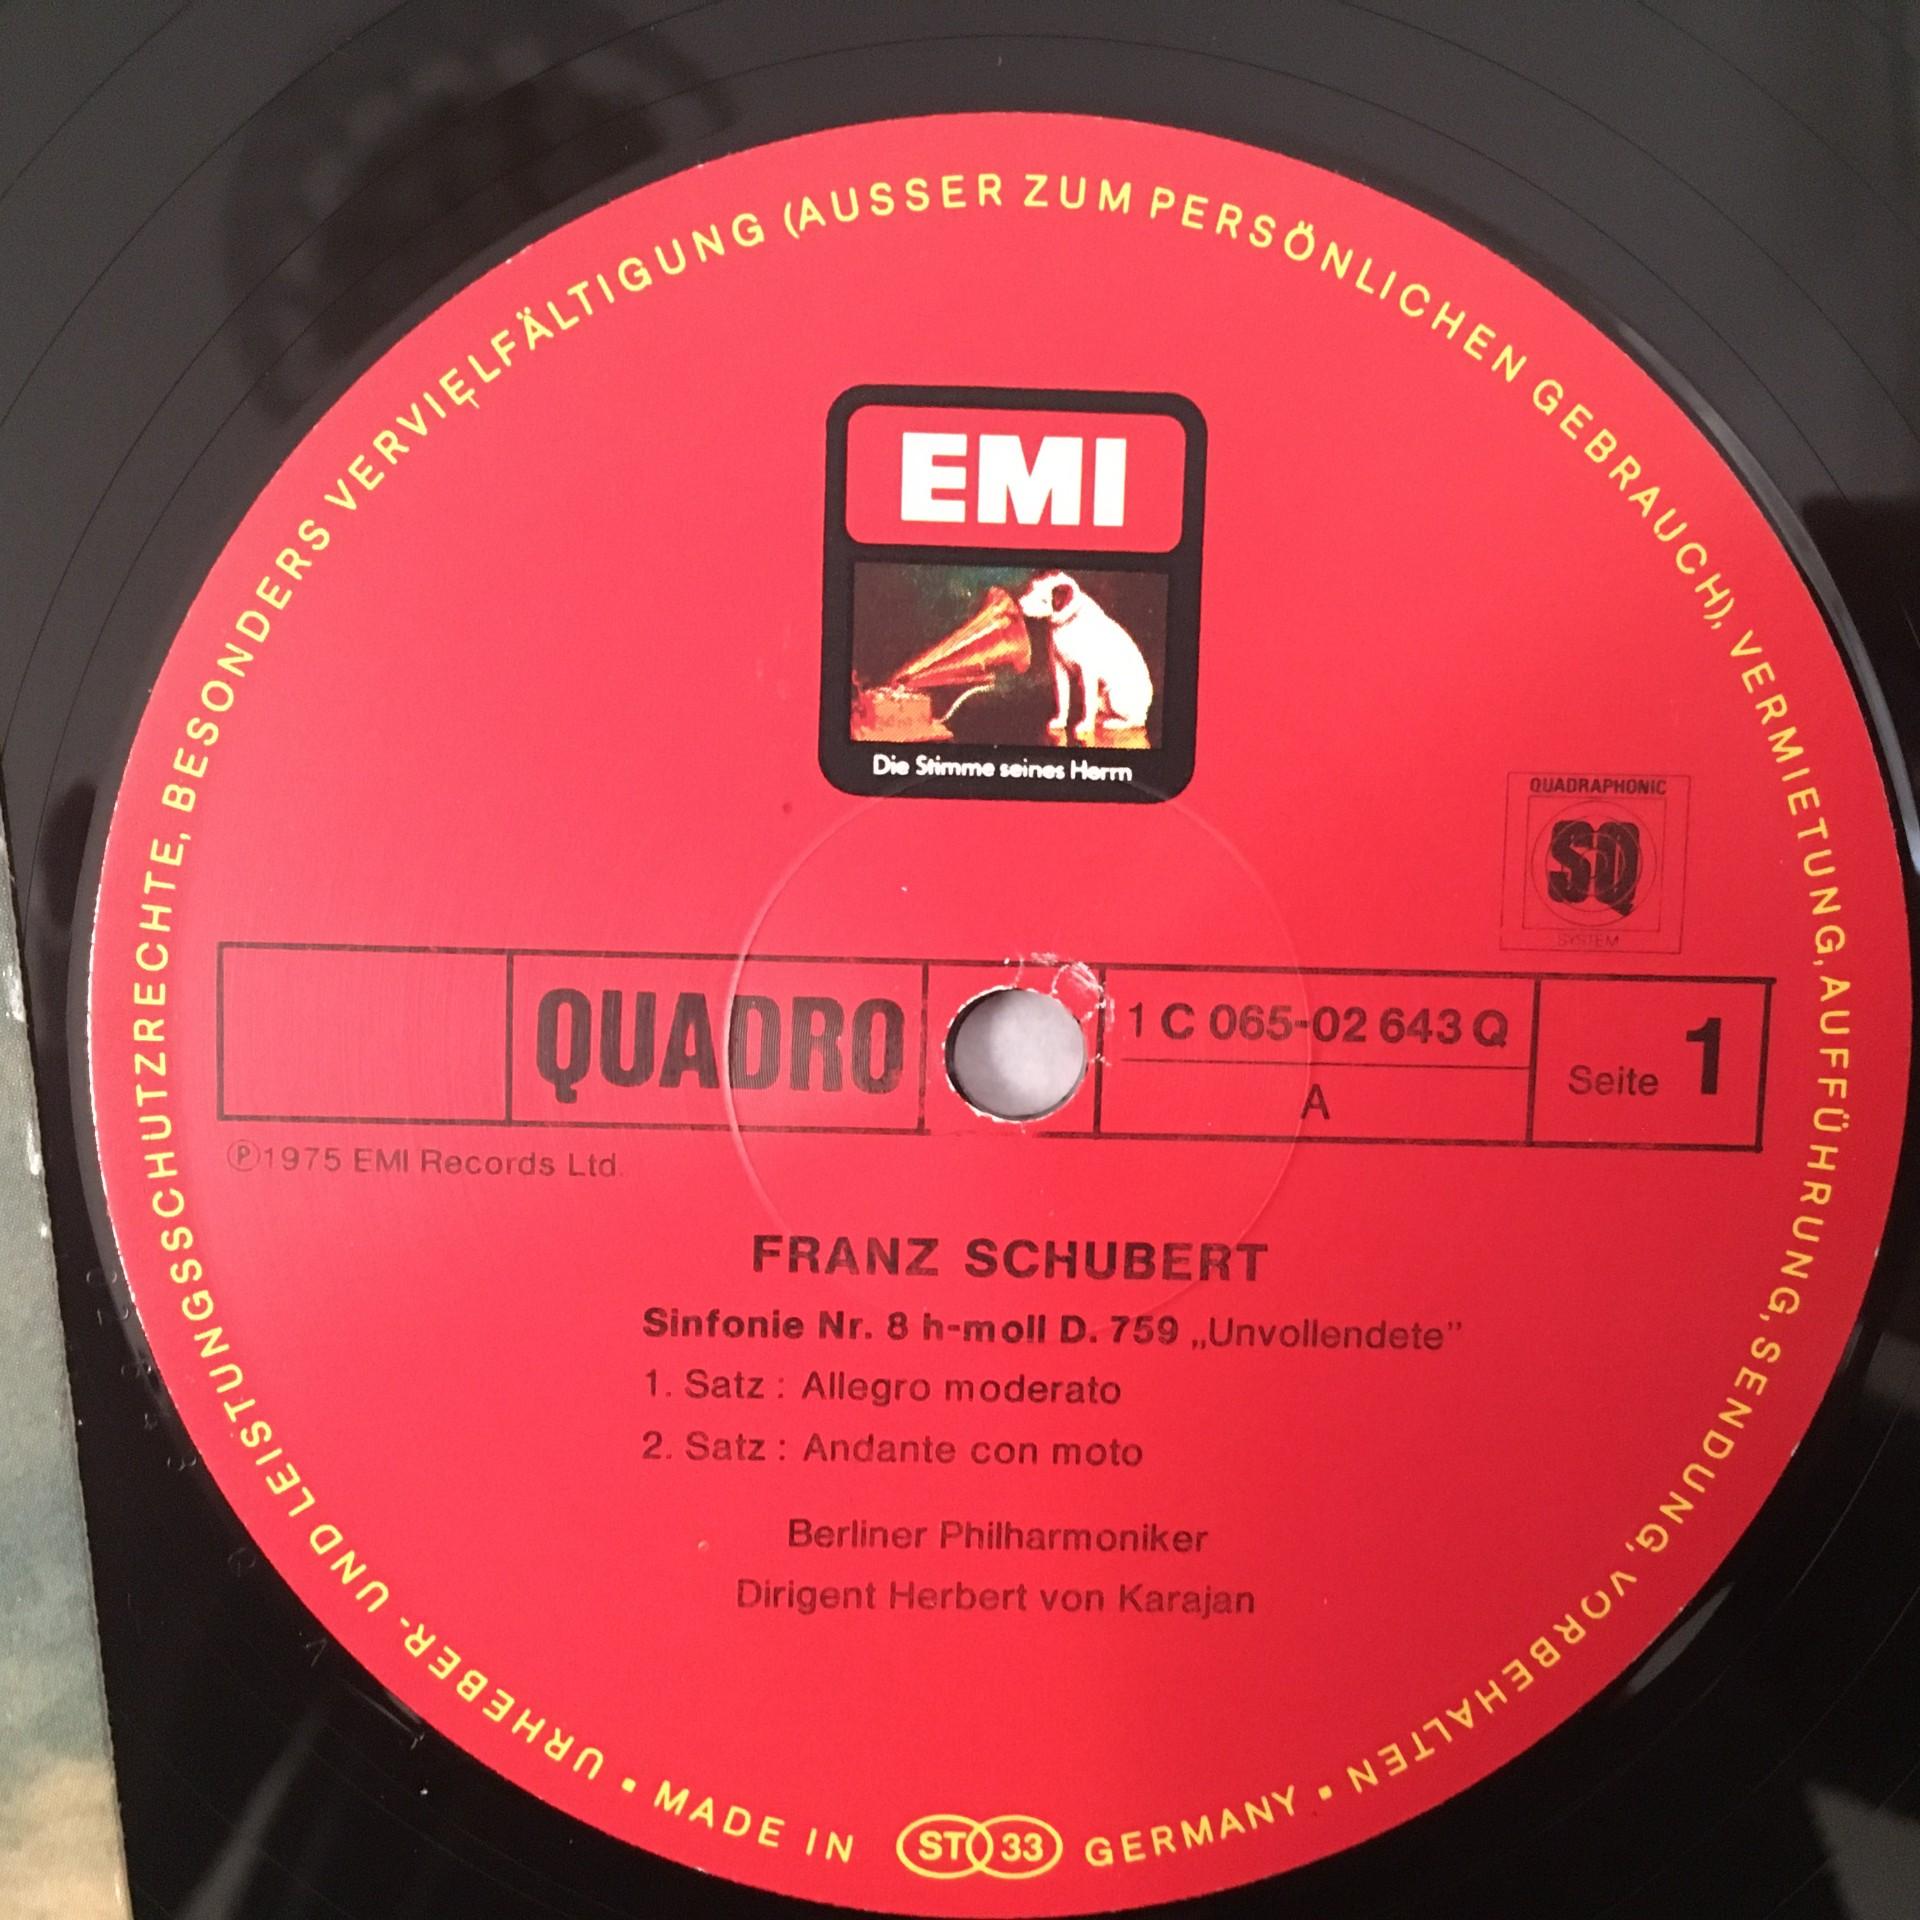 URHEBER- UND LEISTUNGSSCHUTZRECHTE, BESONDERS VERVIELFÄLTIGUNG (AUSSER ZUM PERSÖNLICHEN GEBRAUCH), VERMIETUNG, AUFFÜHRUNG, SENDUNG, VORBEHALTEN •
EMI
Die Stimme seines Herrn
QUADRAPHONIC
SQ
SYSTEM
QUADRO
1 C 065-02 643 Q
A
Seite 1
Ⓟ1975 EMI Records Ltd.
FRANZ SCHUBERT
Sinfonie Nr. 8 h-moll D. 759 „Unvollendete”
1. Satz : Allegro moderato
2. Satz : Andante con moto
Berliner Philharmoniker
Dirigent Herbert von Karajan
• MADE IN ST 33 GERMANY